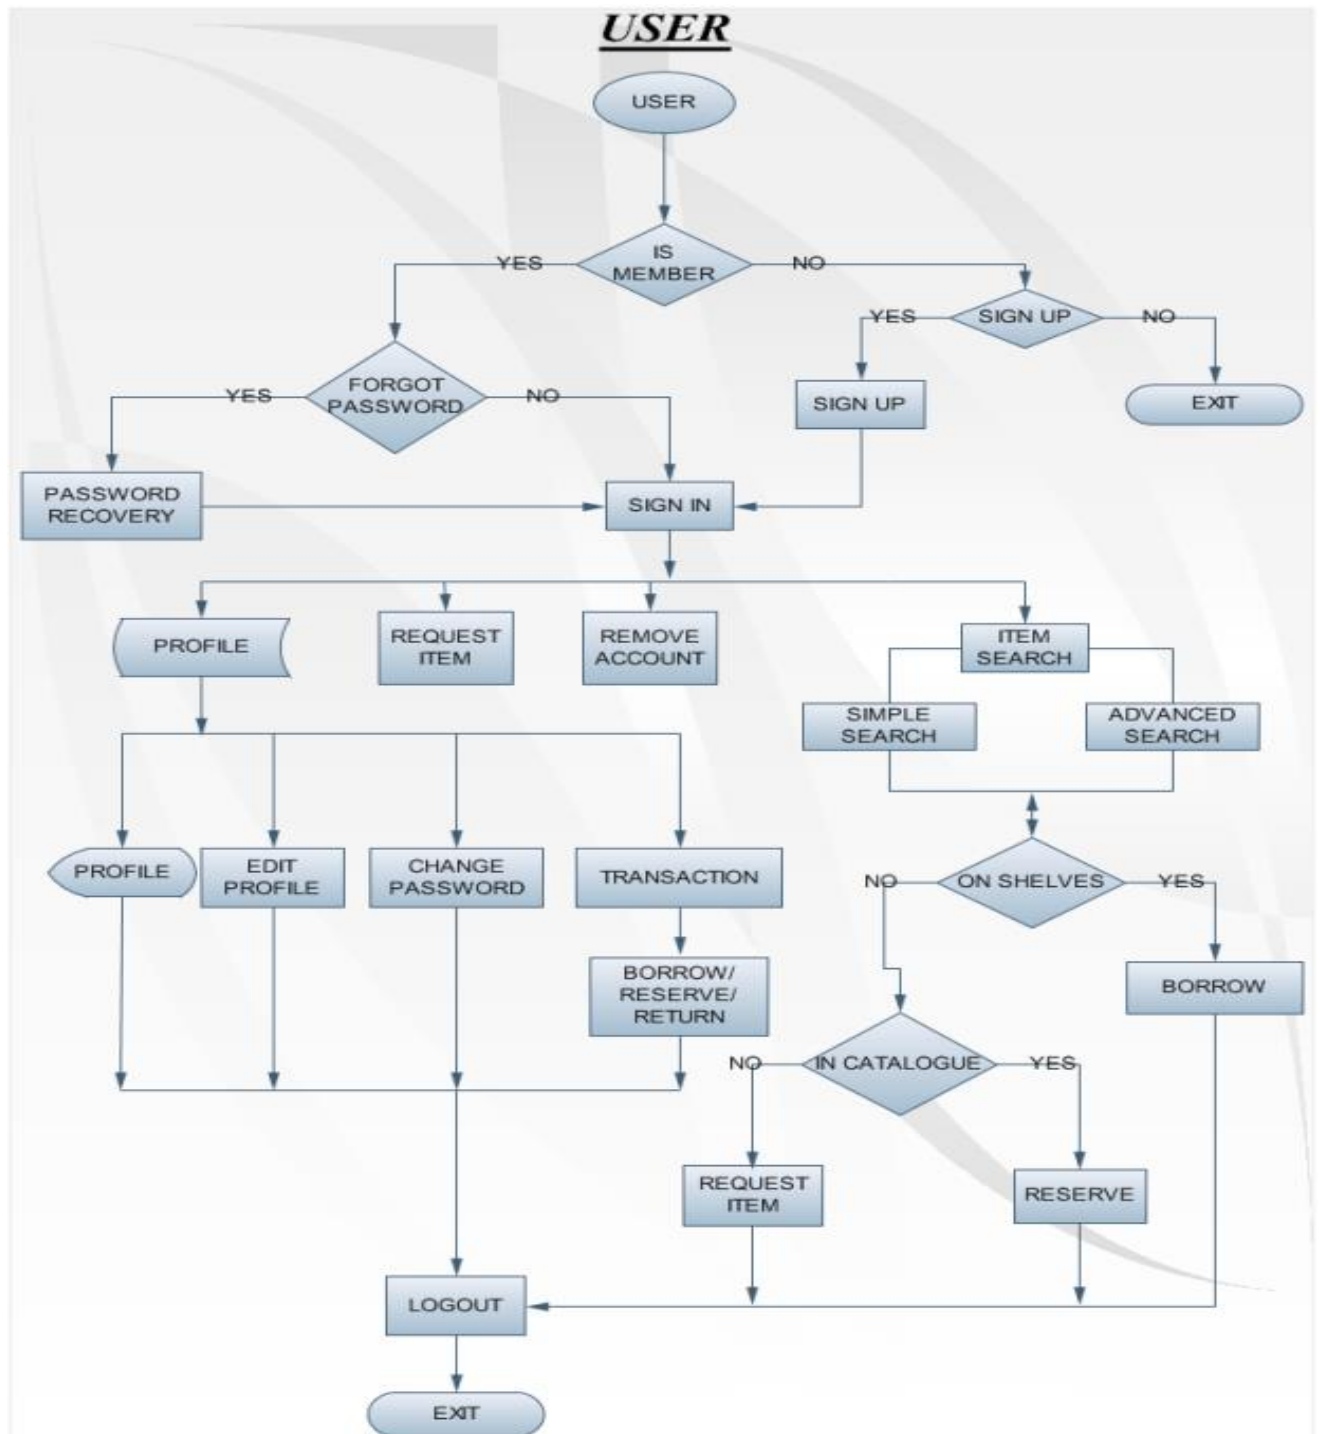 USER
USER
IS
MEMBER
YES
NO
SIGN UP
YES
NO
FORGOT
PASSWORD
YES
NO
SIGN UP
EXIT
PASSWORD
RECOVERY
SIGN IN
PROFILE
REQUEST
ITEM
REMOVE
ACCOUNT
ITEM
SEARCH
SIMPLE
SEARCH
ADVANCED
SEARCH
PROFILE
EDIT
PROFILE
CHANGE
PASSWORD
TRANSACTION
NO
ON SHELVES
YES
BORROW/
RESERVE/
RETURN
BORROW
NO
IN CATALOGUE
YES
REQUEST
ITEM
RESERVE
LOGOUT
EXIT